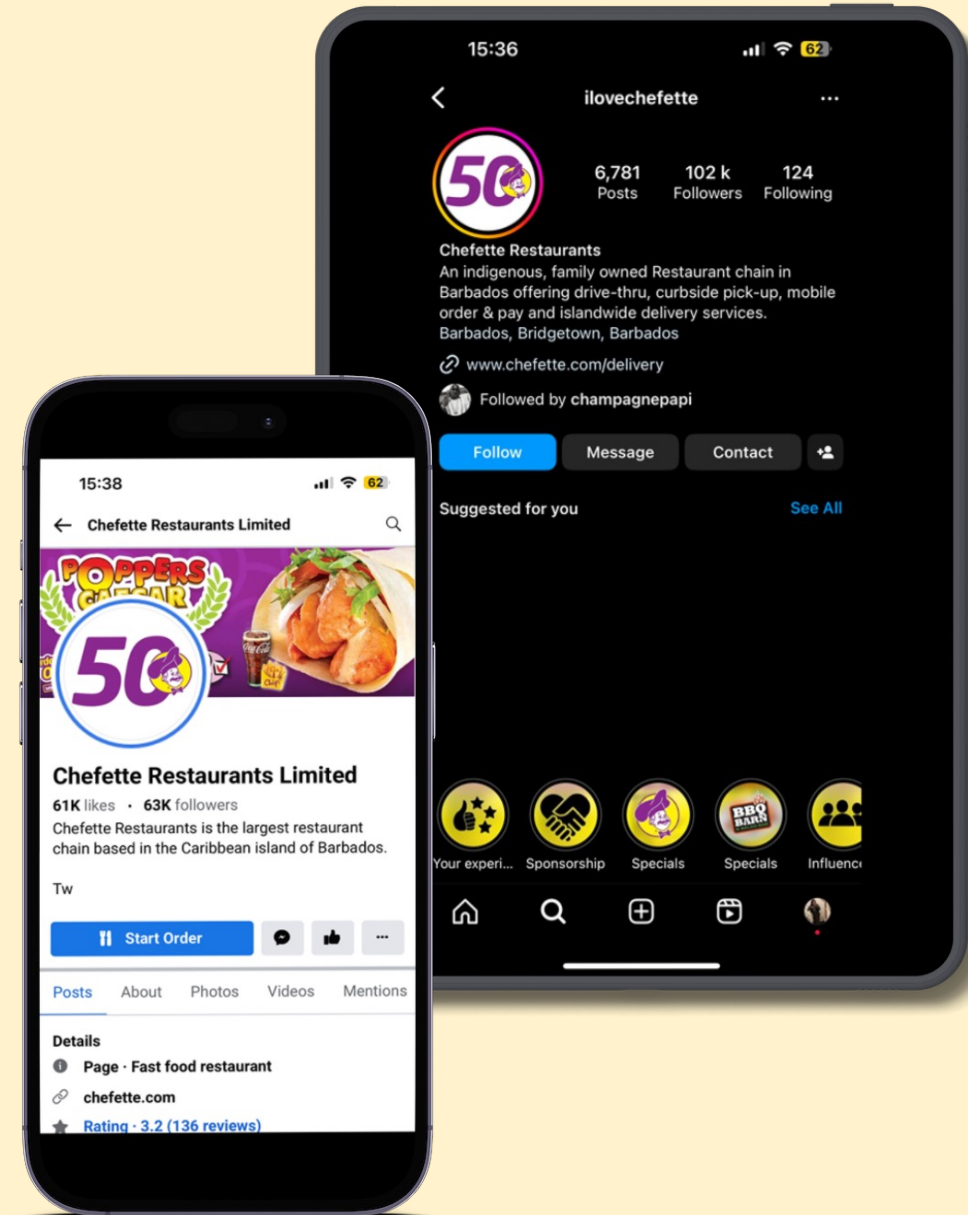 15:36
62
ilovechefette
...
50
6,781
102 k
124
Posts
Followers
Following
Chefette Restaurants
An indigenous, family owned Restaurant chain in
Barbados offering drive-thru, curbside pick-up, mobile
order & pay and islandwide delivery services.
Barbados, Bridgetown, Barbados
www.chefette.com/delivery
Followed by champagnepapi
Follow
Message
Contact
Suggested for you
See All
BBQ
BARN
Your experi...
Sponsorship
Specials
Specials
Influence
15:38
62
Chefette Restaurants Limited
POPPERS
CAESAR
50
Coca-Cola
Chefette Restaurants Limited
61K likes · 63K followers
Chefette Restaurants is the largest restaurant
chain based in the Caribbean island of Barbados.
Tw
Start Order
...
Posts
About
Photos
Videos
Mentions
Details
Page · Fast food restaurant
chefette.com
Rating · 3.2 (136 reviews)